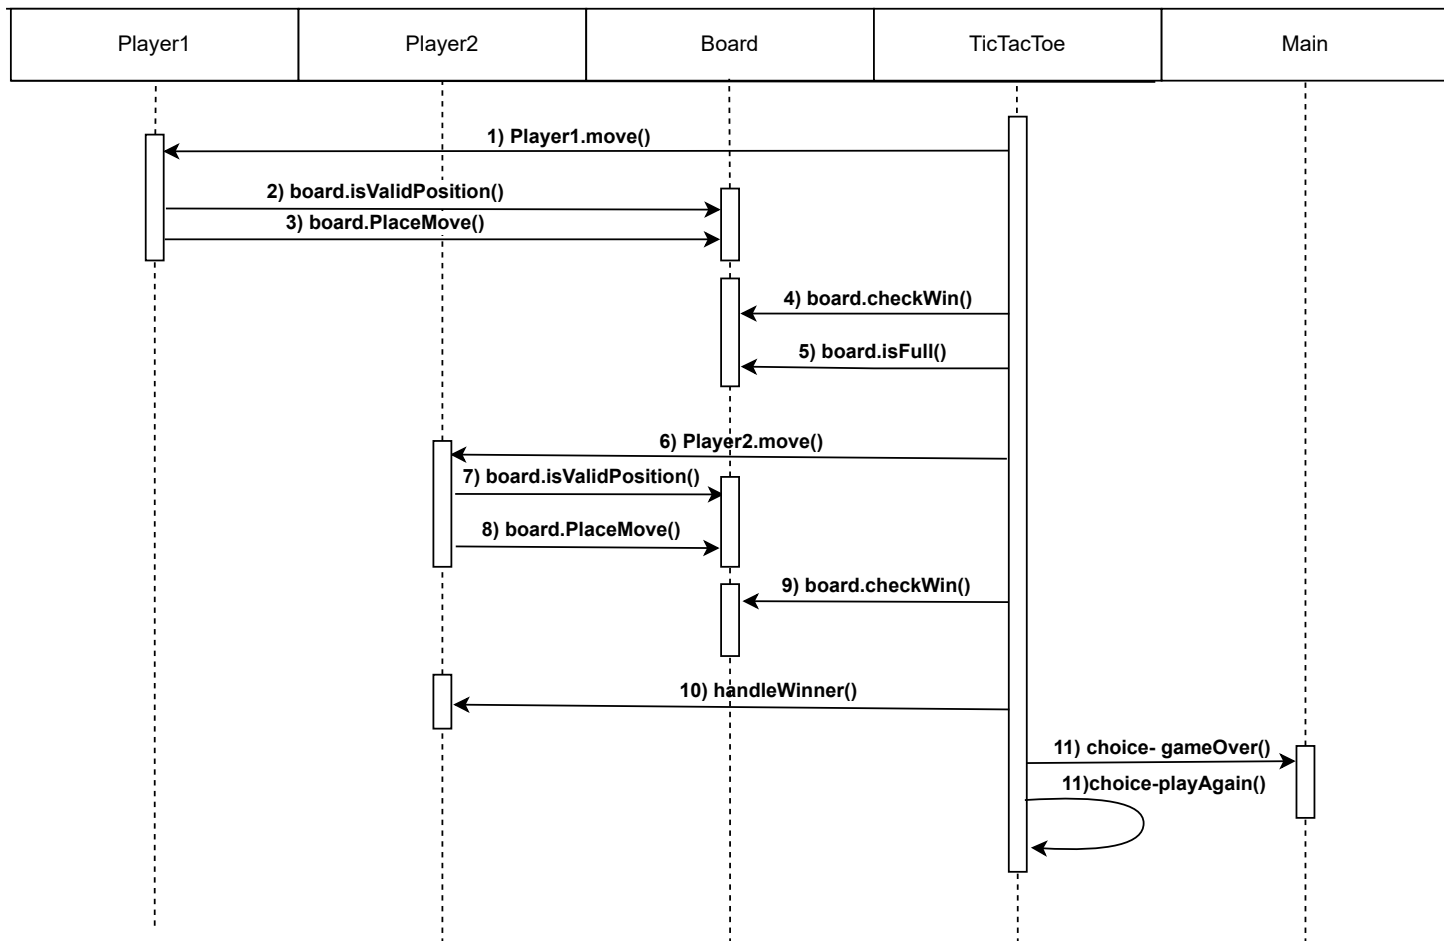 Player1
Player2
Board
TicTacToe
Main
1) Player1.move()
2) board.isValidPosition()
3) board.PlaceMove()
4) board.checkWin()
5) board.isFull()
6) Player2.move()
7) board.isValidPosition()
8) board.PlaceMove()
9) board.checkWin()
10) handleWinner()
11) choice- gameOver()
11)choice-playAgain()